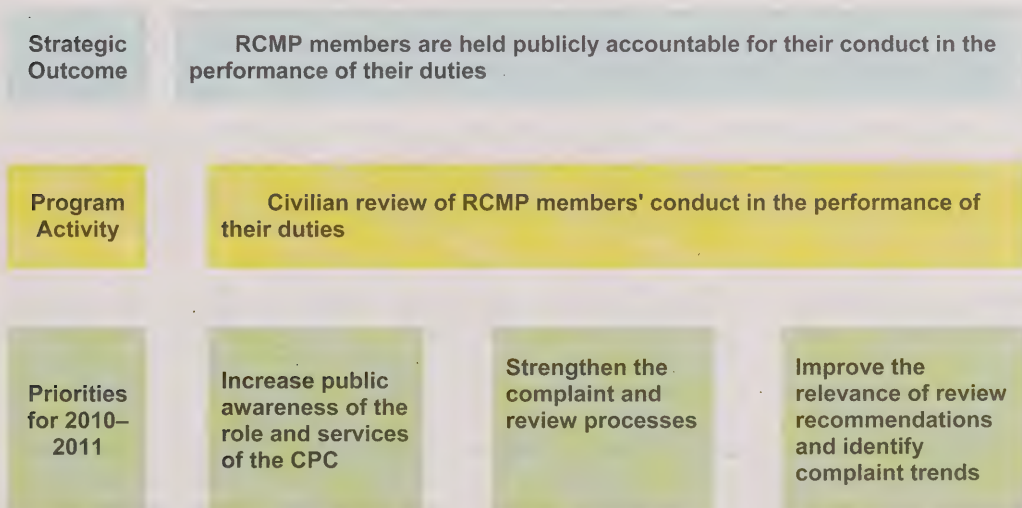 Strategic
Outcome
RCMP members are held publicly accountable for their conduct in the
performance of their duties
Program
Activity
Civilian review of RCMP members' conduct in the performance of
their duties
Priorities
for 2010–
2011
Increase public
awareness of the
role and services
of the CPC
Strengthen the
complaint and
review processes
Improve the
relevance of review
recommendations
and identify
complaint trends